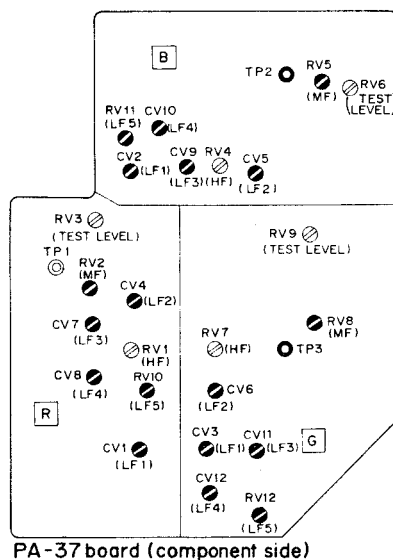 B
TP2
RV5
(MF)
RV6
(TEST
LEVEL)
RV11
(LF5)
CV10
(LF4)
CV2
(LF1)
CV9
(LF3)
RV4
(HF)
CV5
(LF2)
RV3
(TEST LEVEL)
TP1
RV2
(MF)
CV4
(LF2)
CV7
(LF3)
RV1
(HF)
CV8
(LF4)
RV10
(LF5)
R
CV1
(LF1)
RV9
(TEST LEVEL)
RV8
(MF)
RV7
(HF)
TP3
CV6
(LF2)
CV3
(LF1)
CV11
(LF3)
G
CV12
(LF4)
RV12
(LF5)
PA-37 board (component side)